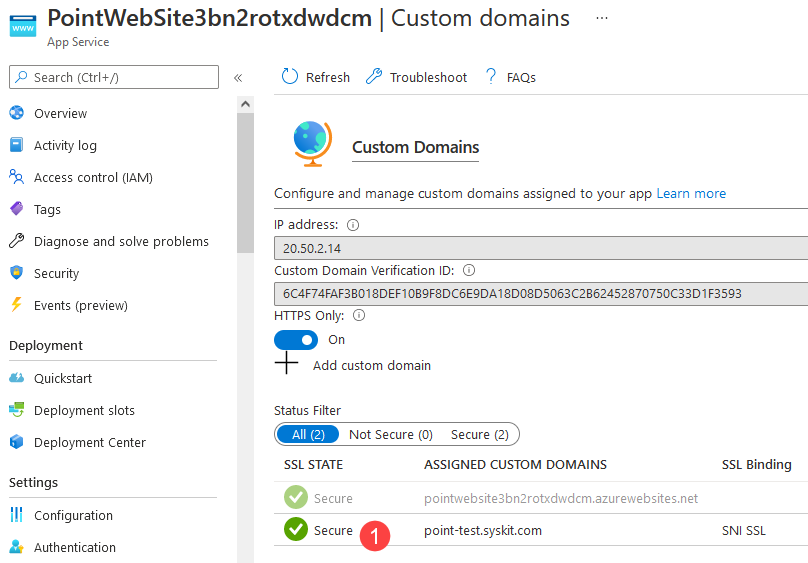 PointWebSite3bn2rotxdwdcm | Custom domains ...
App Service
Search (Ctrl+/)
«
Refresh
Troubleshoot
? FAQs
Overview
Activity log
Access control (IAM)
Tags
Diagnose and solve problems
Security
Events (preview)
Deployment
Quickstart
Deployment slots
Deployment Center
Settings
Configuration
Authentication
Custom Domains
Configure and manage custom domains assigned to your app Learn more
IP address:
20.50.2.14
Custom Domain Verification ID:
6C4F74FAF3B018DEF10B9F8DC6E9DA18D08D5063C2B62452870750C33D1F3593
HTTPS Only:
On
Add custom domain
Status Filter
All (2) Not Secure (0) Secure (2)
SSL STATE ASSIGNED CUSTOM DOMAINS SSL Binding
Secure pointwebsite3bn2rotxdwdcm.azurewebsites.net
Secure 1 point-test.syskit.com SNI SSL